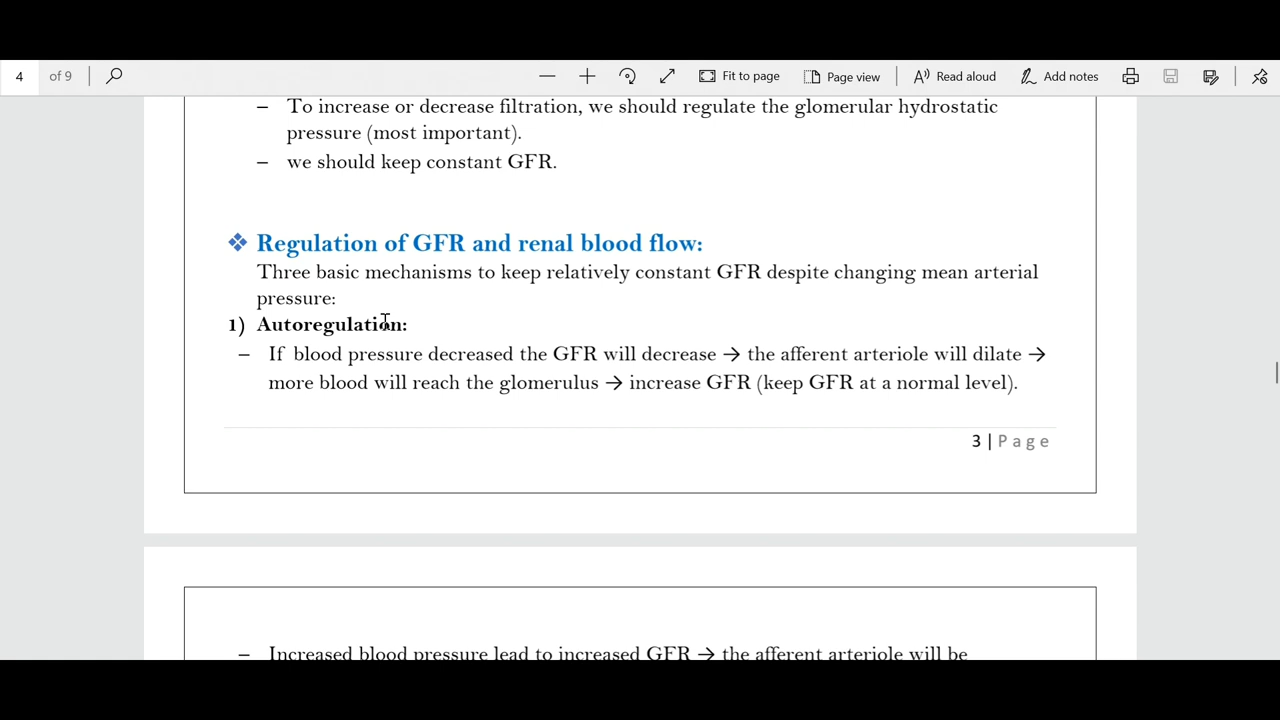 4 of 9 Fit to page Page view Read aloud Add notes
– To increase or decrease filtration, we should regulate the glomerular hydrostatic
pressure (most important).
– we should keep constant GFR.
❖ Regulation of GFR and renal blood flow:
Three basic mechanisms to keep relatively constant GFR despite changing mean arterial
pressure:
1) Autoregulation:
– If blood pressure decreased the GFR will decrease → the afferent arteriole will dilate →
more blood will reach the glomerulus → increase GFR (keep GFR at a normal level).
3 | Page
– Increased blood pressure lead to increased GFR → the afferent arteriole will be